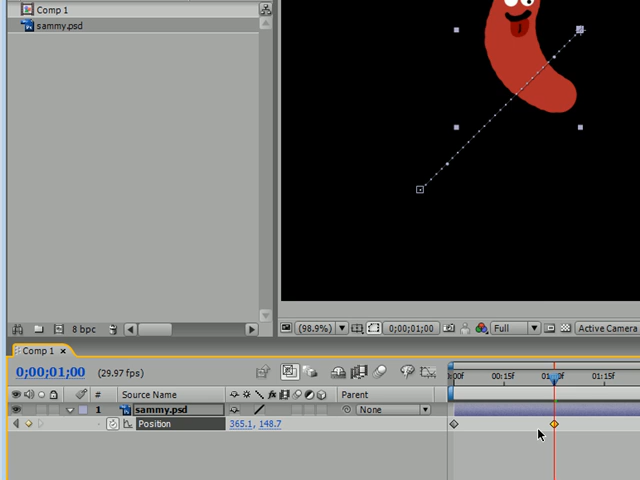 Comp 1
sammy.psd
8 bpc
(98.9%)
0;00;01;00
Full
Active Camera
Comp 1 ×
0;00;01;00
(29.97 fps)
:00f
00:15f
01:15f
#
Source Name
Parent
1
sammy.psd
None
Position
365.1, 148.7